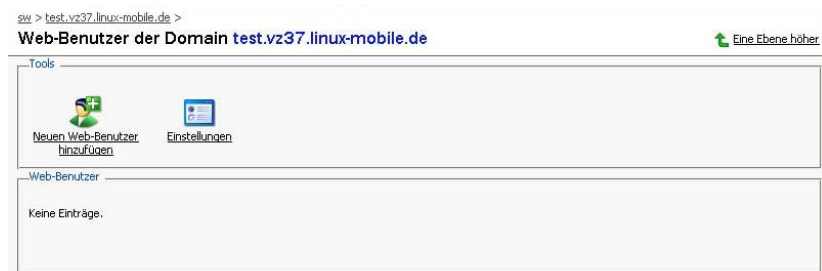 sw > test.vz37.linux-mobile.de >
Web-Benutzer der Domain test.vz37.linux-mobile.de
Eine Ebene höher
Tools
Neuen Web-Benutzer
hinzufügen
Einstellungen
Web-Benutzer
Keine Einträge.